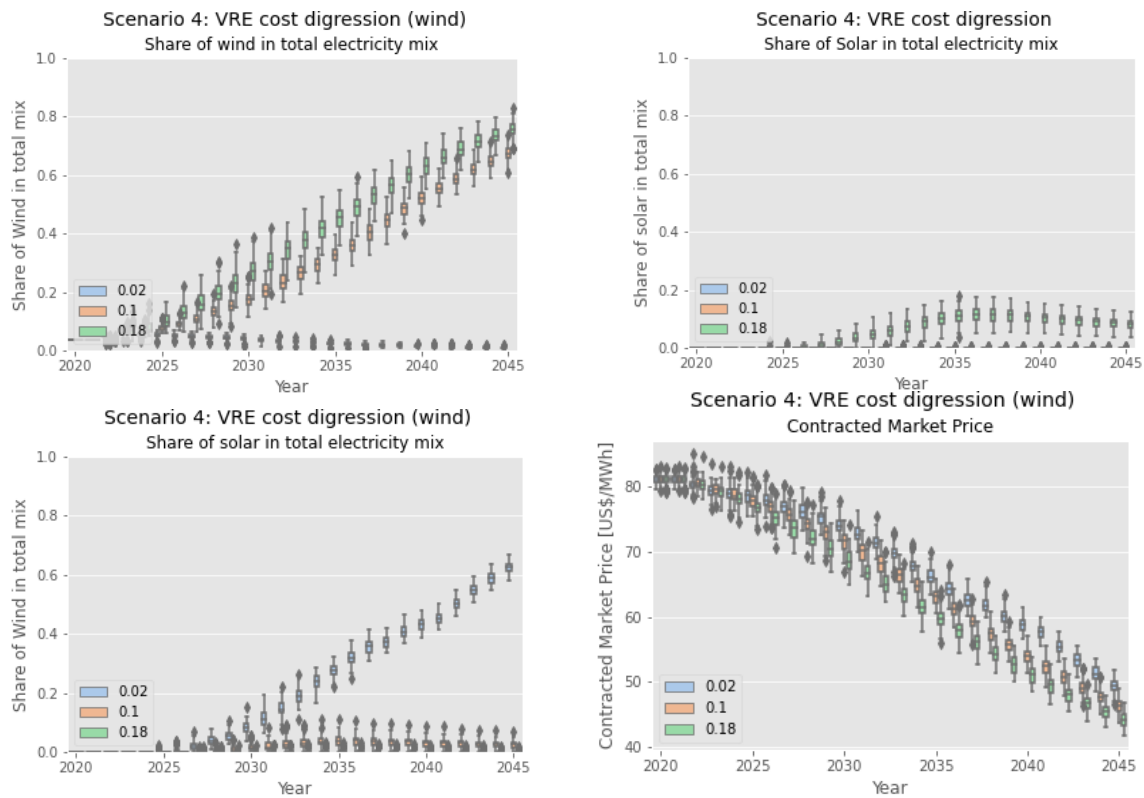 Scenario 4: VRE cost digression (wind)
Share of wind in total electricity mix
Share of Wind in total mix
1.0
0.8
0.6
0.4
0.2
0.0
0.02
0.1
0.18
2020 2025 2030 2035 2040 2045
Year
Scenario 4: VRE cost digression
Share of Solar in total electricity mix
Share of solar in total mix
1.0
0.8
0.6
0.4
0.2
0.0
0.02
0.1
0.18
2020 2025 2030 2035 2040 2045
Year
Scenario 4: VRE cost digression (wind)
Share of solar in total electricity mix
Share of Wind in total mix
1.0
0.8
0.6
0.4
0.2
0.0
0.02
0.1
0.18
2020 2025 2030 2035 2040 2045
Year
Scenario 4: VRE cost digression (wind)
Contracted Market Price
Contracted Market Price [US$/MWh]
80
70
60
50
40
0.02
0.1
0.18
2020 2025 2030 2035 2040 2045
Year